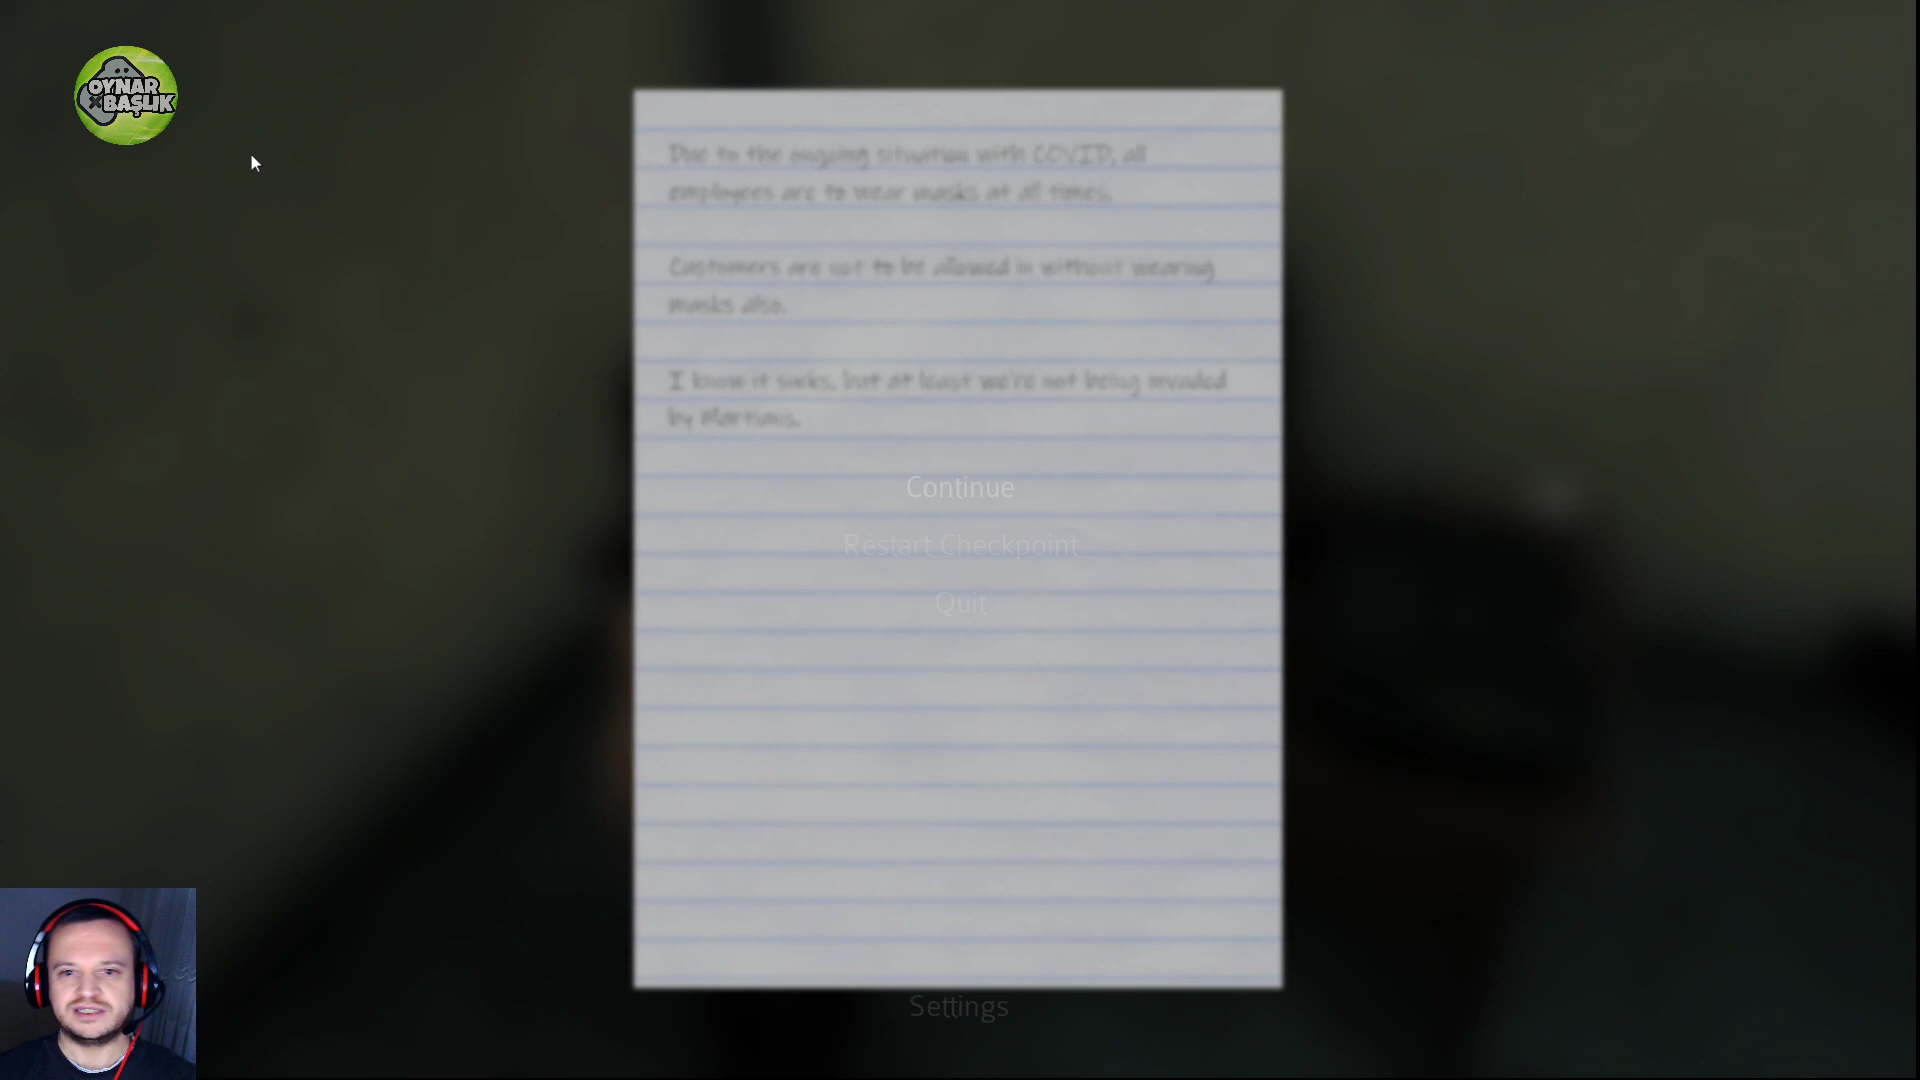 OYNAR
BAŞLIK
Due to the ongoing situation with COVID, all
employees are to wear masks at all times.
Customers are not to be allowed in without wearing
masks also.
I know it sucks, but at least we're not being invaded
by Martians.
Continue
Restart Checkpoint
Quit
Settings